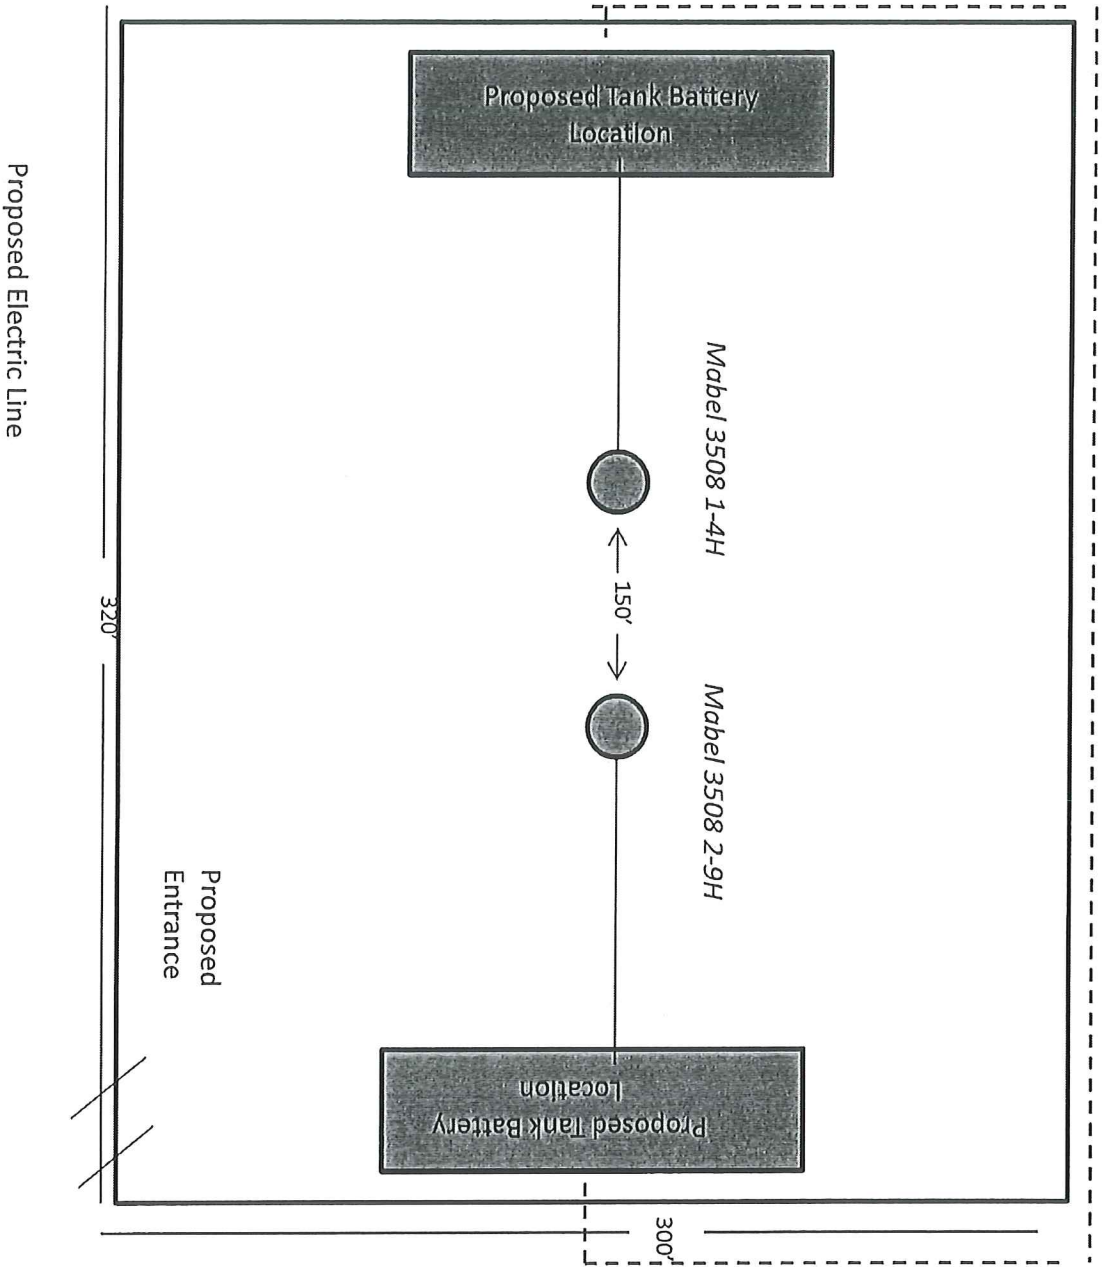 Proposed Tank Battery
Location
Mabel 3508 1-4H
150'
Mabel 3508 2-9H
Proposed Tank Battery
Location
Proposed
Entrance
320'
300'
Proposed Electric Line